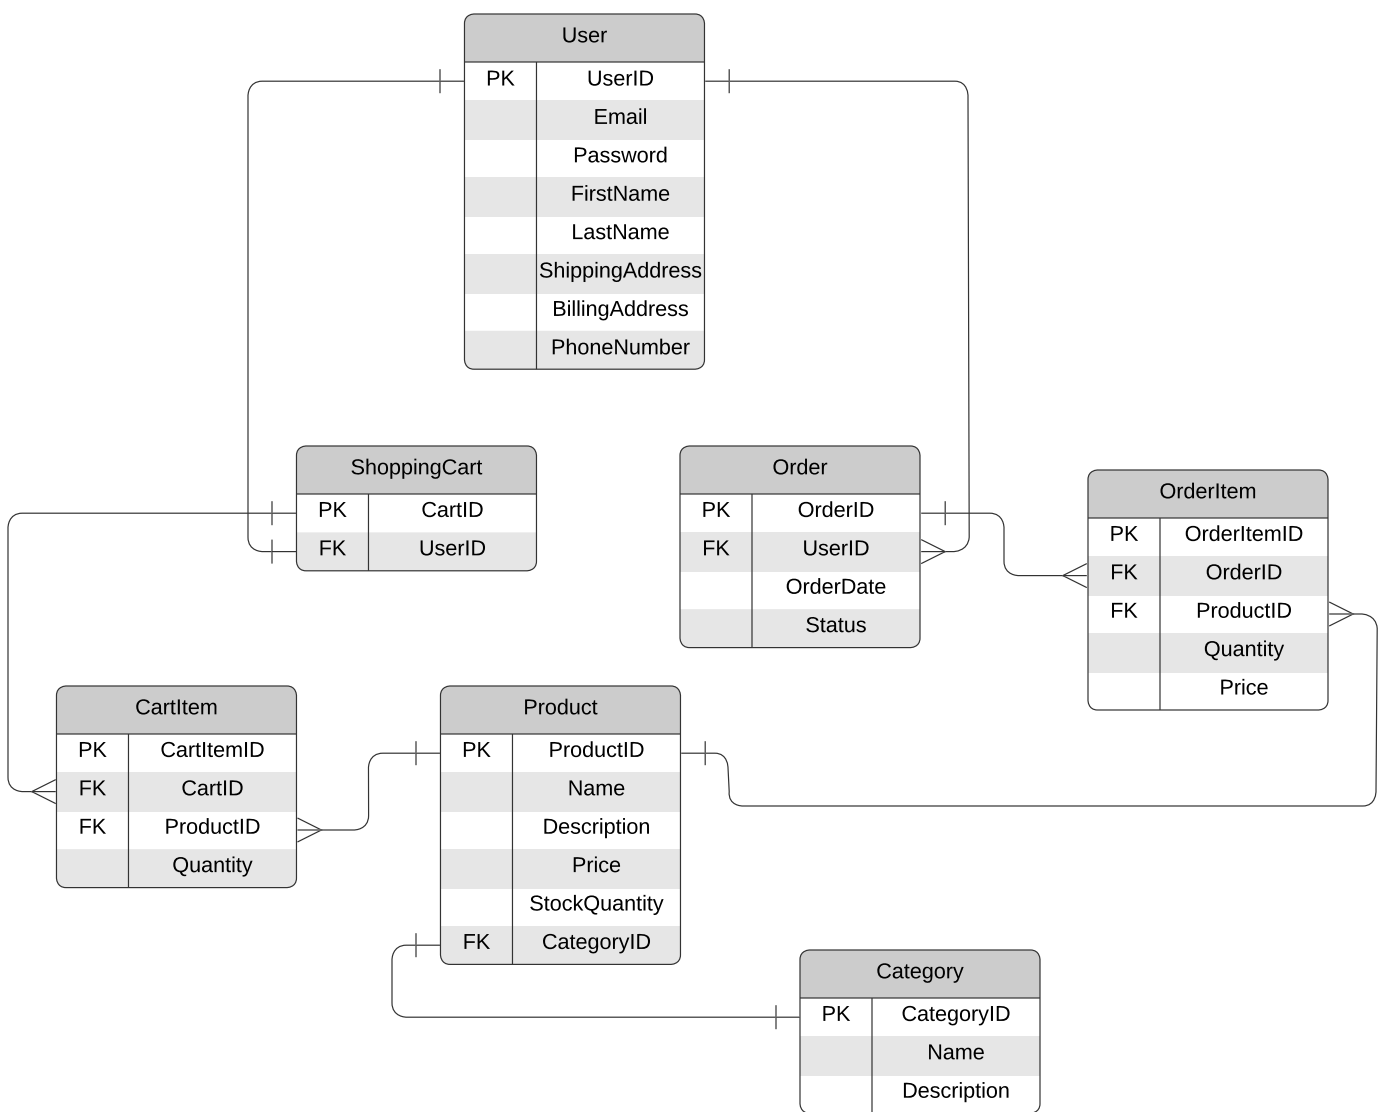 User
PK UserID
Email
Password
FirstName
LastName
ShippingAddress
BillingAddress
PhoneNumber
ShoppingCart
PK CartID
FK UserID
Order
PK OrderID
FK UserID
OrderDate
Status
OrderItem
PK OrderItemID
FK OrderID
FK ProductID
Quantity
Price
CartItem
PK CartItemID
FK CartID
FK ProductID
Quantity
Product
PK ProductID
Name
Description
Price
StockQuantity
FK CategoryID
Category
PK CategoryID
Name
Description